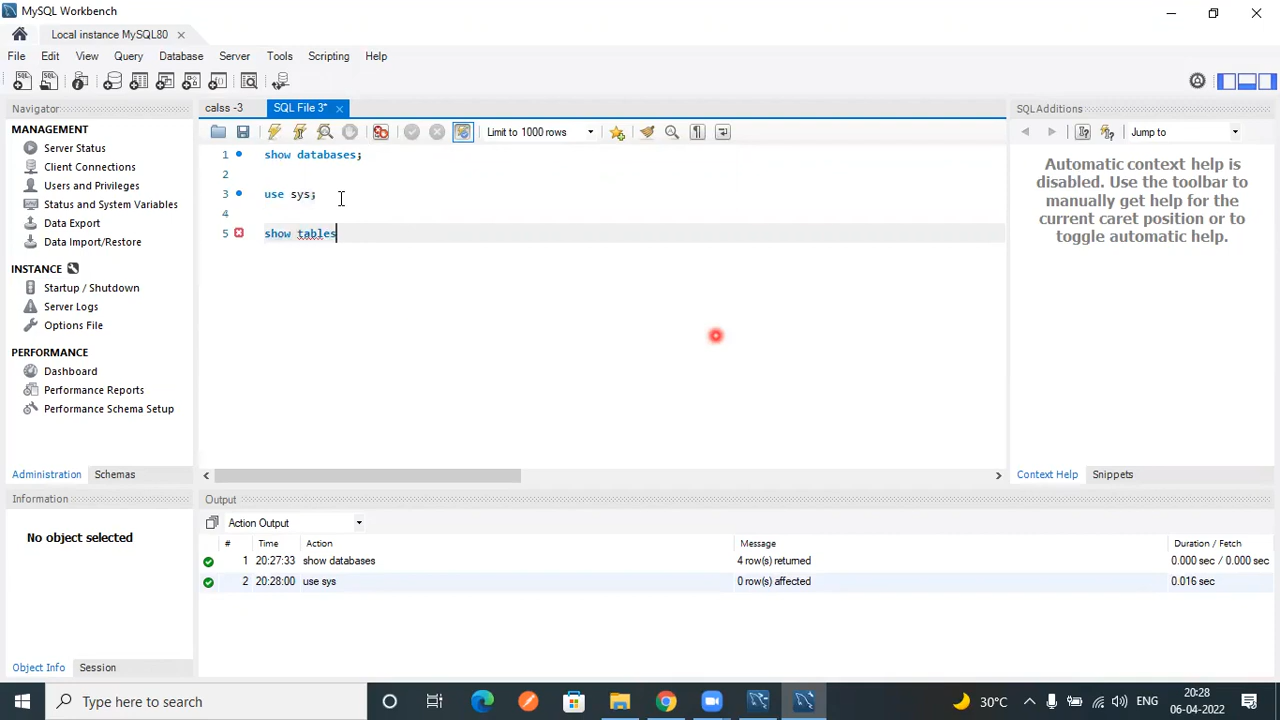 MySQL Workbench
Local instance MySQL80
File Edit View Query Database Server Tools Scripting Help
Navigator
MANAGEMENT
Server Status
Client Connections
Users and Privileges
Status and System Variables
Data Export
Data Import/Restore
INSTANCE
Startup / Shutdown
Server Logs
Options File
PERFORMANCE
Dashboard
Performance Reports
Performance Schema Setup
Administration Schemas
Information
No object selected
Object Info Session
calss -3 SQL File 3*
Limit to 1000 rows
1 show databases;
2
3 use sys;
4
5 show tables
SQLAdditions
Jump to
Automatic context help is
disabled. Use the toolbar to
manually get help for the
current caret position or to
toggle automatic help.
Context Help Snippets
Output
Action Output
# Time Action Message Duration / Fetch
1 20:27:33 show databases 4 row(s) returned 0.000 sec / 0.000 sec
2 20:28:00 use sys 0 row(s) affected 0.016 sec
Type here to search
30°C
ENG
20:28
06-04-2022